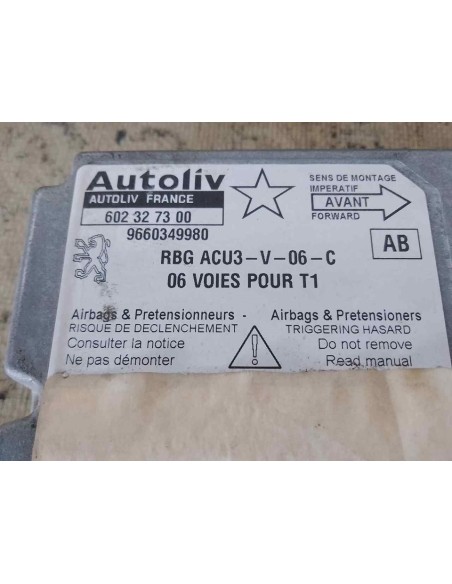 Autoliv
AUTOLIV FRANCE
602 32 73 00
9660349980
SENS DE MONTAGE
IMPERATIF
AVANT
FORWARD
AB
RBG ACU3-V-06-C
06 VOIES POUR T1
Airbags & Pretensionneurs -
RISQUE DE DECLENCHEMENT
Consulter la notice
Ne pas démonter
Airbags & Pretensioners
TRIGGERING HASARD
Do not remove
Read manual